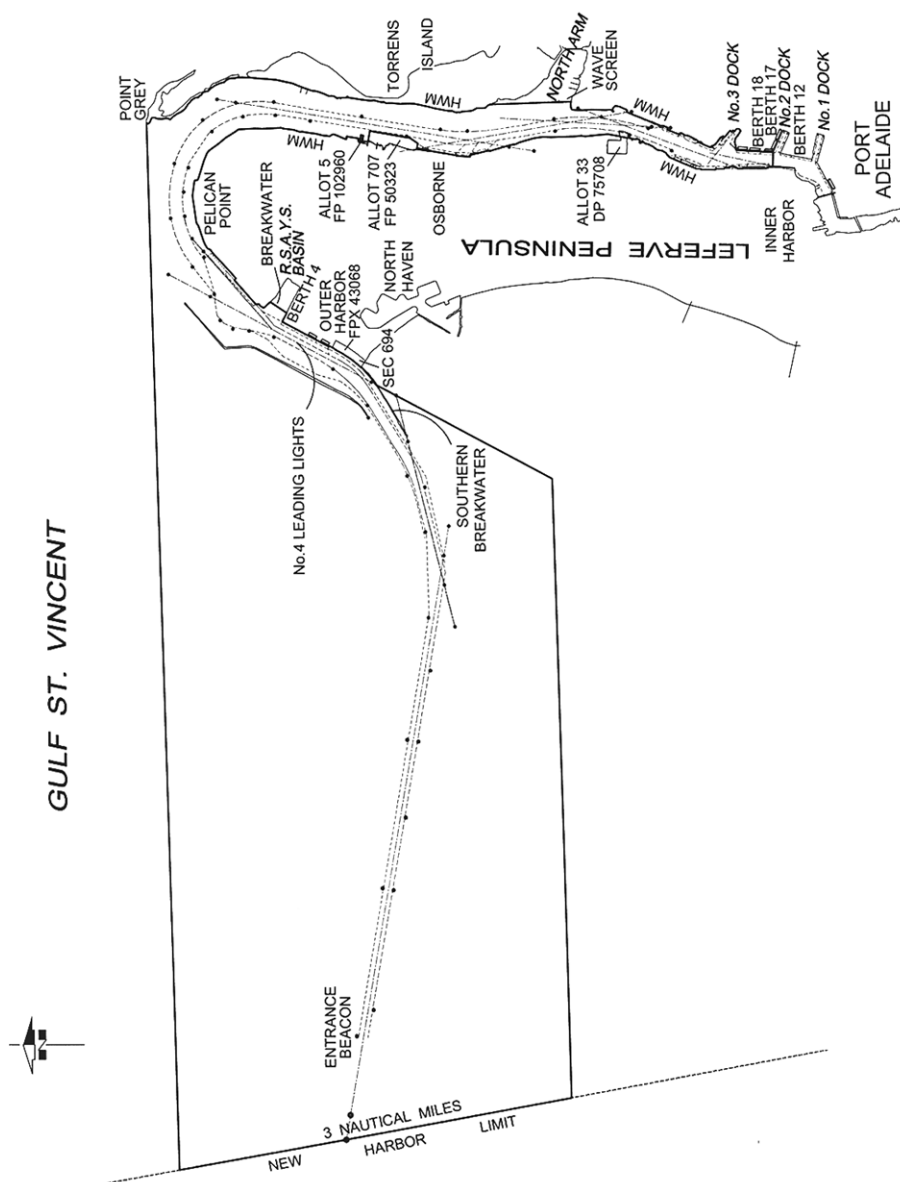 GULF ST. VINCENT
POINT
GREY
TORRENS
ISLAND
HWM
NORTH ARM
WAVE
SCREEN
HWM
No.3 DOCK
BERTH 18
BERTH 17
No.2 DOCK
BERTH 12
No.1 DOCK
PORT
ADELAIDE
INNER
HARBOR
HWM
ALLOT 33
DP 75708
LEFERVE PENINSULA
OSBORNE
ALLOT 707
FP 50323
ALLOT 5
FP 102960
HWM
PELICAN
POINT
BREAKWATER
R.S.A.Y.S.
BASIN
BERTH 4
OUTER
HARBOR
FPX 43068
NORTH
HAVEN
SEC 694
No.4 LEADING LIGHTS
SOUTHERN
BREAKWATER
ENTRANCE
BEACON
3 NAUTICAL MILES
NEW HARBOR LIMIT
N